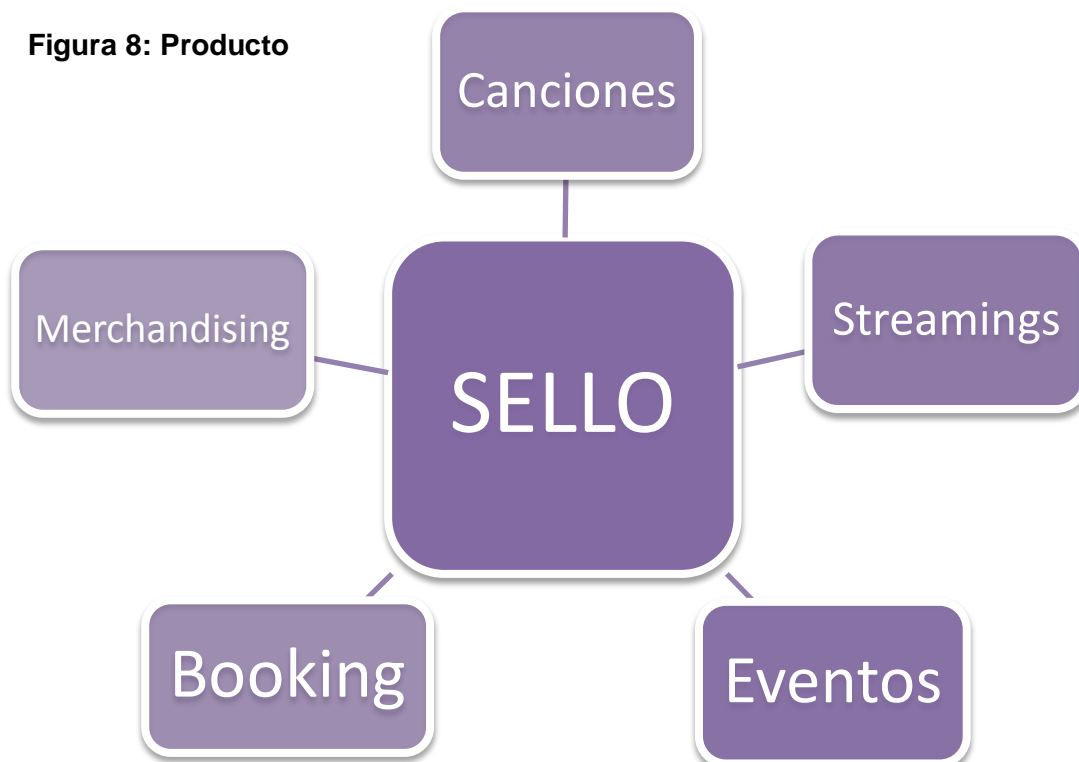 Figura 8: Producto
Canciones
Merchandising
Streamings
SELLO
Booking
Eventos